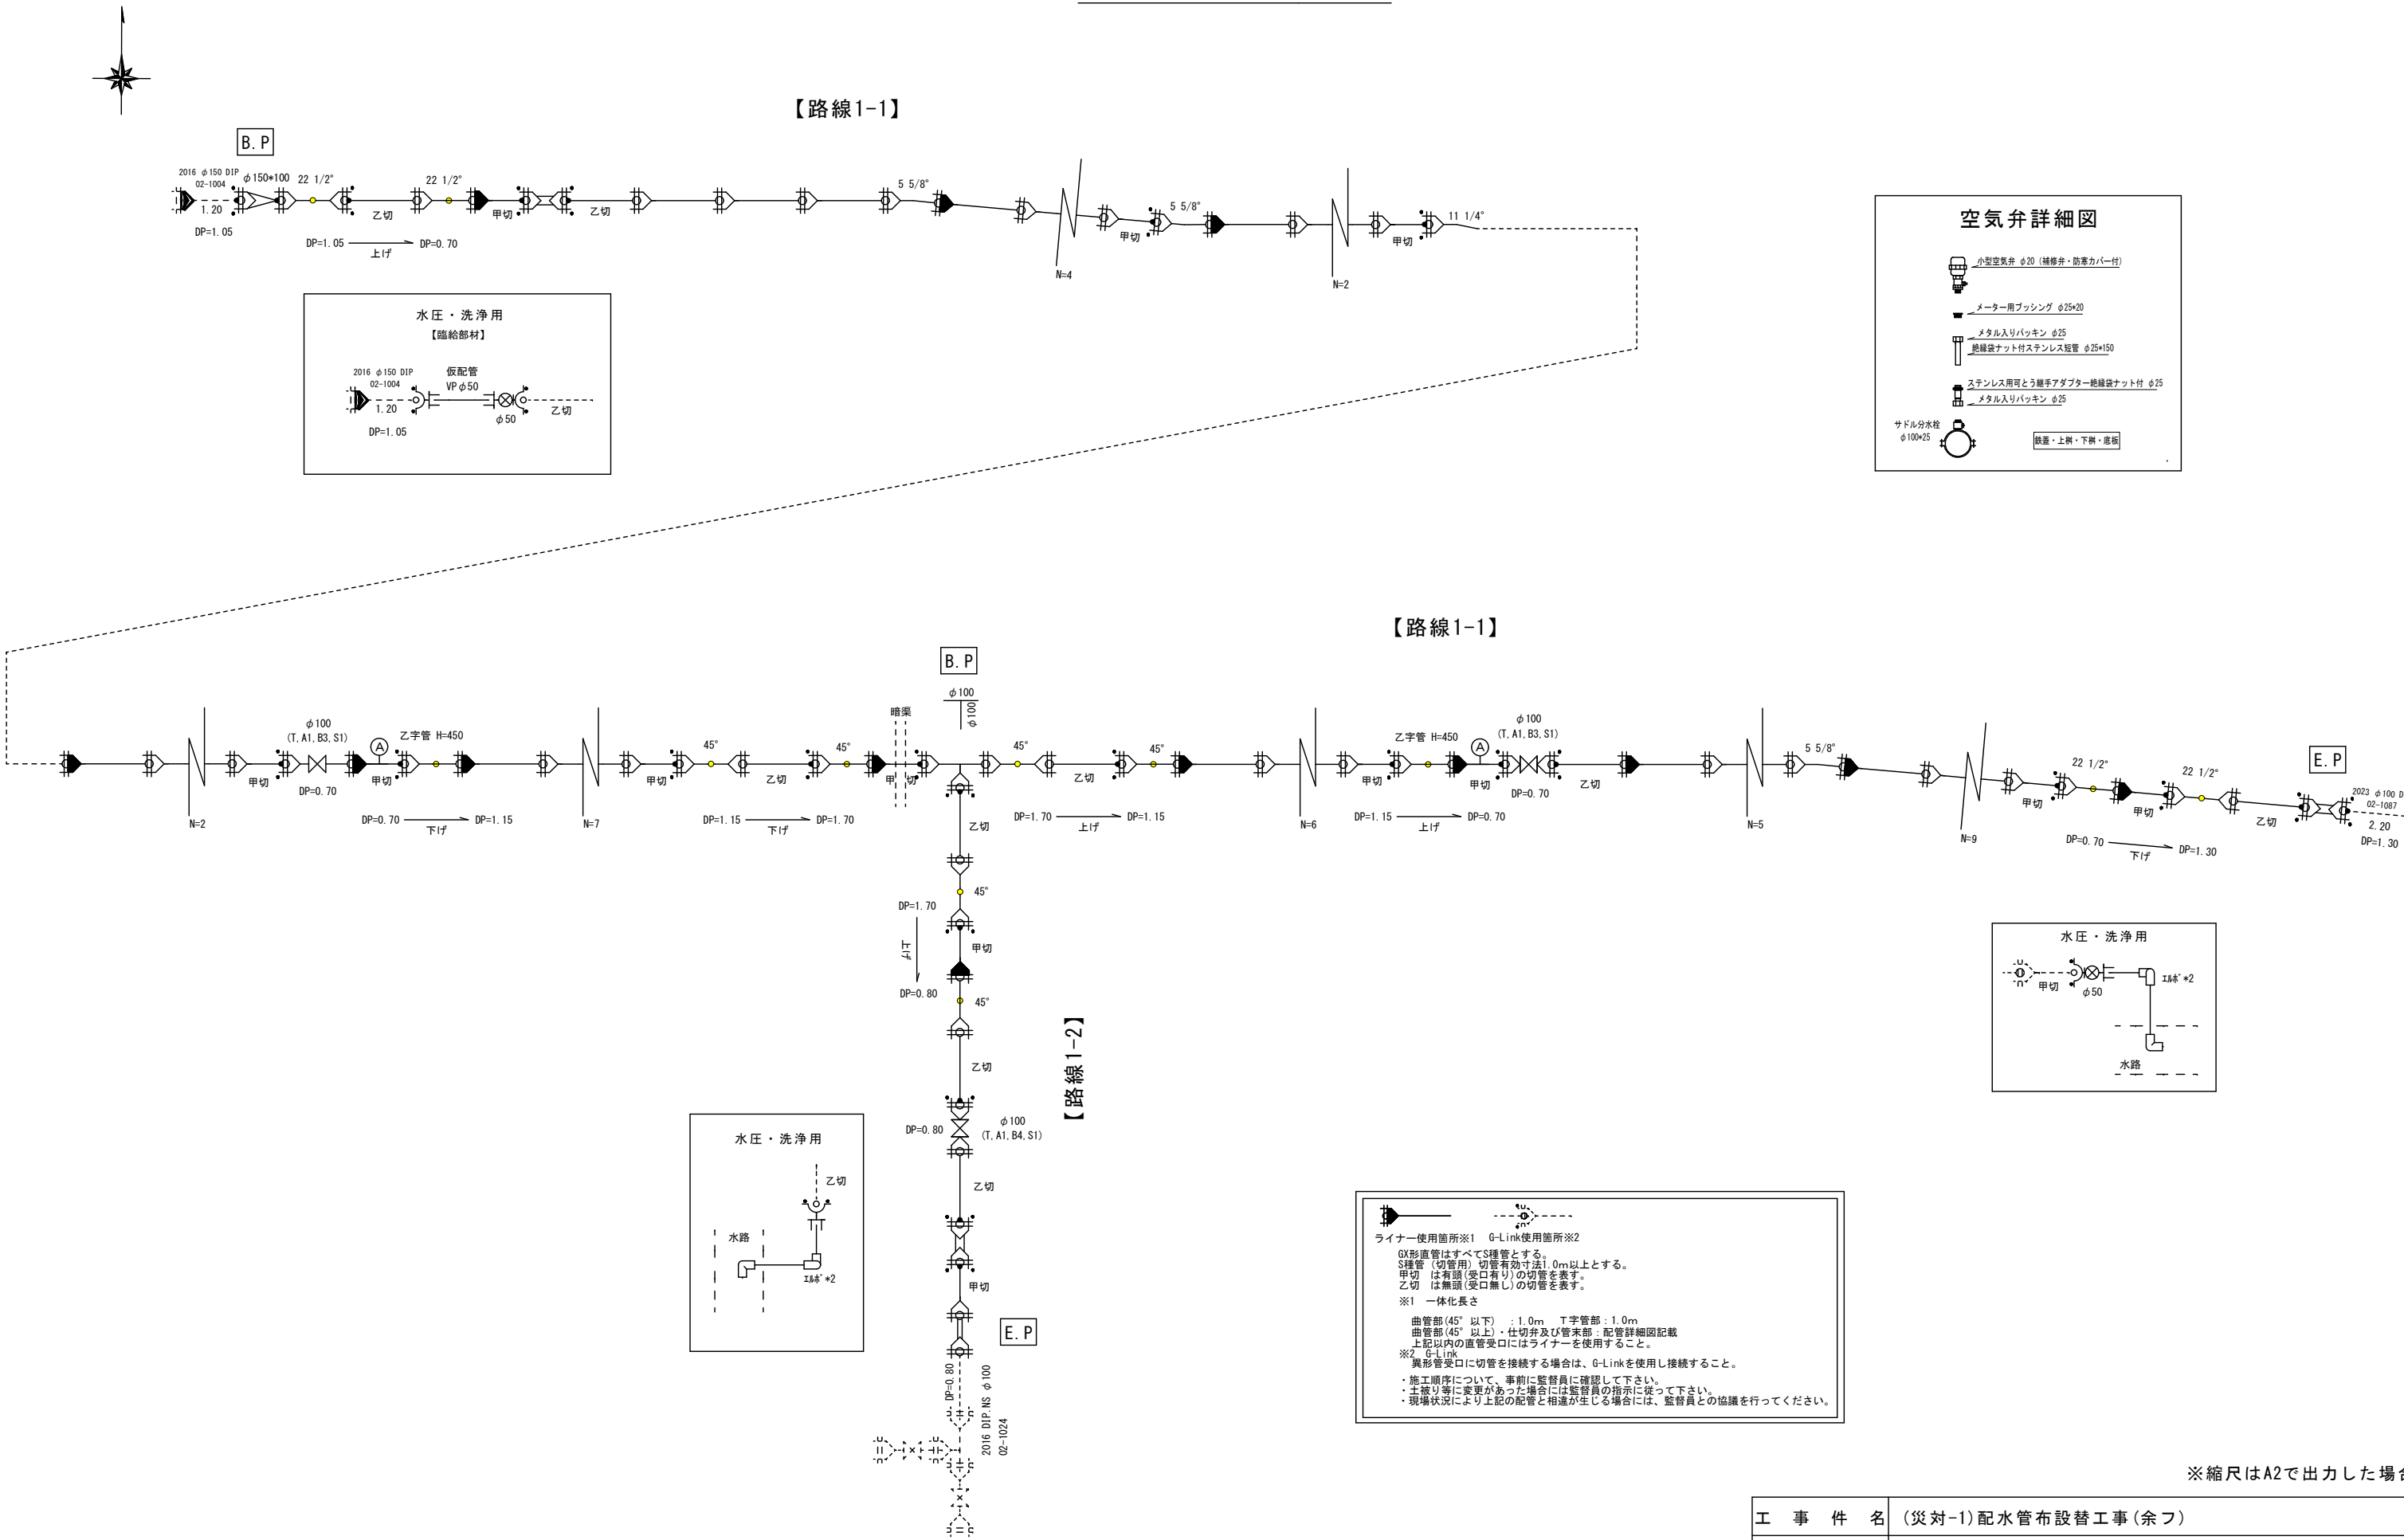 【路線1-1】
B.P
2016 φ150 DIP
02-1004
1.20
DP=1.05
φ150*100
22 1/2°
乙切
22 1/2°
甲切
乙切
5 5/8°
N=4
甲切
5 5/8°
N=2
甲切
11 1/4°
DP=1.05
上げ
DP=0.70
水圧・洗浄用
【臨給部材】
2016 φ150 DIP
02-1004
1.20
DP=1.05
仮配管
VPφ50
φ50
乙切
空気弁詳細図
小型空気弁 φ20（補修弁・防寒カバー付）
メーター用ブッシング φ25*20
メタル入りパッキン φ25
絶縁袋ナット付ステンレス短管 φ25*150
ステンレス用可とう継手アダプター絶縁袋ナット付 φ25
メタル入りパッキン φ25
サドル分水栓
φ100*25
鉄蓋・上桝・下桝・底板
【路線1-1】
B.P
φ100
φ100
N=2
甲切
φ100
(T,A1,B3,S1)
DP=0.70
A
甲切
乙字管 H=450
DP=0.70
下げ
DP=1.15
N=7
甲切
45°
乙切
45°
DP=1.15
下げ
DP=1.70
暗渠
甲切
45°
乙切
45°
DP=1.70
上げ
DP=1.15
N=6
甲切
乙字管 H=450
A
甲切
DP=1.15
上げ
DP=0.70
φ100
(T,A1,B3,S1)
DP=0.70
乙切
N=5
5 5/8°
N=9
甲切
22 1/2°
甲切
22 1/2°
乙切
DP=0.70
下げ
DP=1.30
E.P
2023 φ100 D
02-1087
2.20
DP=1.30
乙切
45°
DP=1.70
上げ
DP=0.80
甲切
45°
乙切
【路線1-2】
DP=0.80
φ100
(T,A1,B4,S1)
乙切
甲切
E.P
DP=0.80
2016 DIP.NS φ100
02-1024
水圧・洗浄用
甲切
φ50
エルボ*2
水路
水圧・洗浄用
乙切
水路
エルボ*2
ライナー使用箇所※1 G-Link使用箇所※2
GX形直管はすべてS種管とする。
S種管（切管用）切管有効寸法1.0m以上とする。
甲切 は有頭(受口有り)の切管を表す。
乙切 は無頭(受口無し)の切管を表す。
※1 一体化長さ
曲管部(45°以下) :1.0m T字管部:1.0m
曲管部(45°以上)・仕切弁及び管末部:配管詳細図記載
上記以内の直管受口にはライナーを使用すること。
※2 G-Link
異形管受口に切管を接続する場合は、G-Linkを使用し接続すること。
・施工順序について、事前に監督員に確認して下さい。
・土被り等に変更があった場合には監督員の指示に従って下さい。
・現場状況により上記の配管と相違が生じる場合には、監督員との協議を行ってください。
※縮尺はA2で出力した場合
工事件名 (災対-1)配水管布設替工事(余フ)